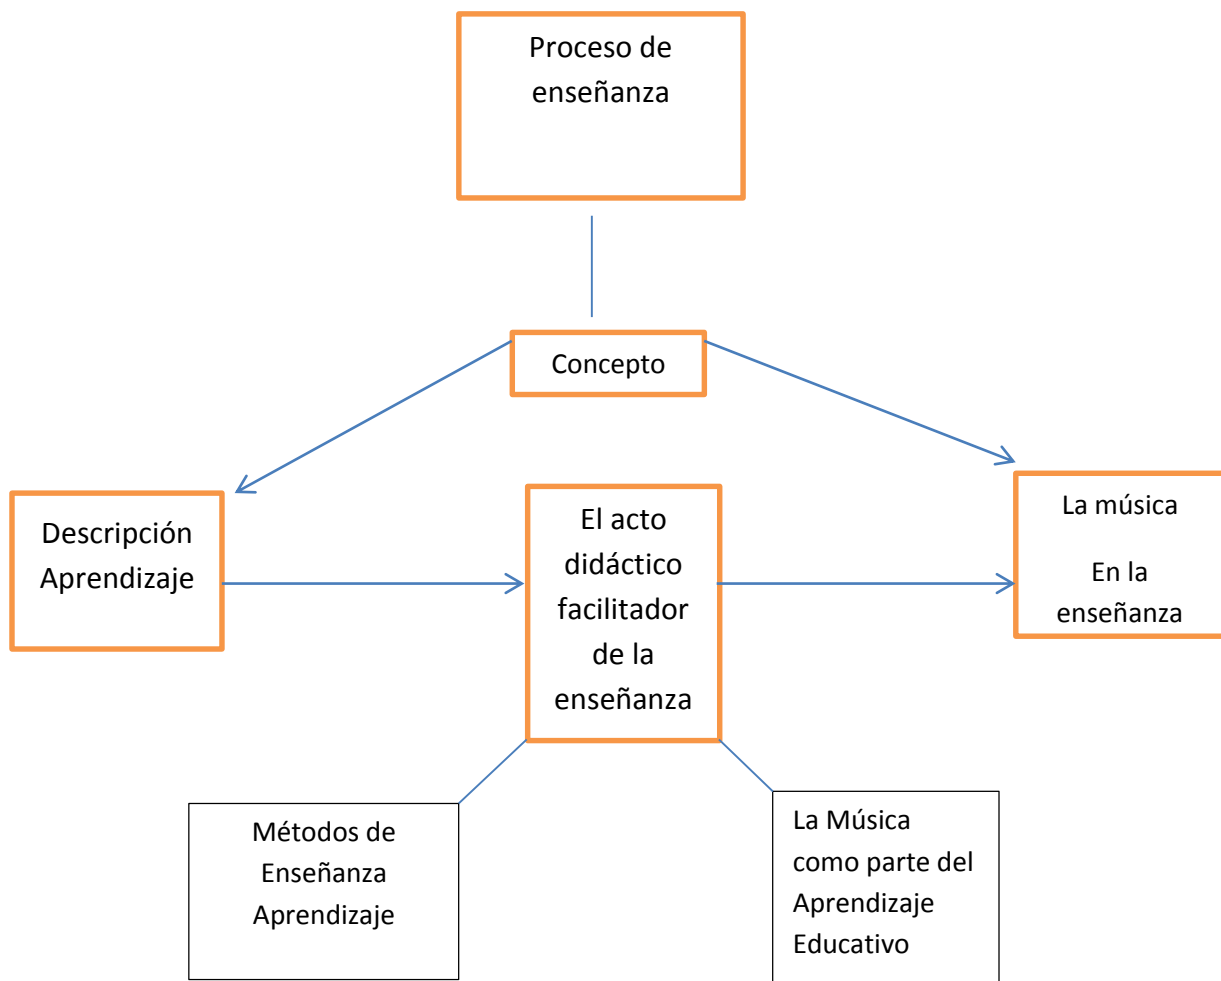 Proceso de
enseñanza
Concepto
Descripción
Aprendizaje
El acto
didáctico
facilitador
de la
enseñanza
La música
En la
enseñanza
Métodos de
Enseñanza
Aprendizaje
La Música
como parte del
Aprendizaje
Educativo